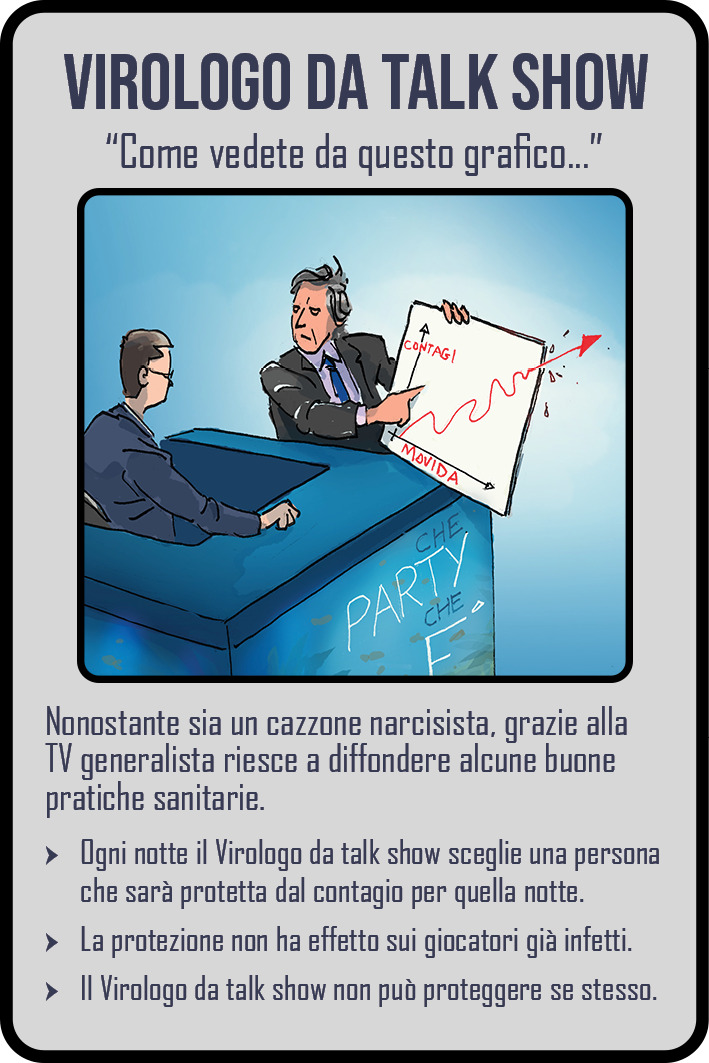 VIROLOGO DA TALK SHOW
“Come vedete da questo grafico...”
CONTAGI
MOVIDA
CHE
PARTY
CHE
È
Nonostante sia un cazzone narcisista, grazie alla
TV generalista riesce a diffondere alcune buone
pratiche sanitarie.
Ogni notte il Virologo da talk show sceglie una persona
che sarà protetta dal contagio per quella notte.
La protezione non ha effetto sui giocatori già infetti.
Il Virologo da talk show non può proteggere se stesso.